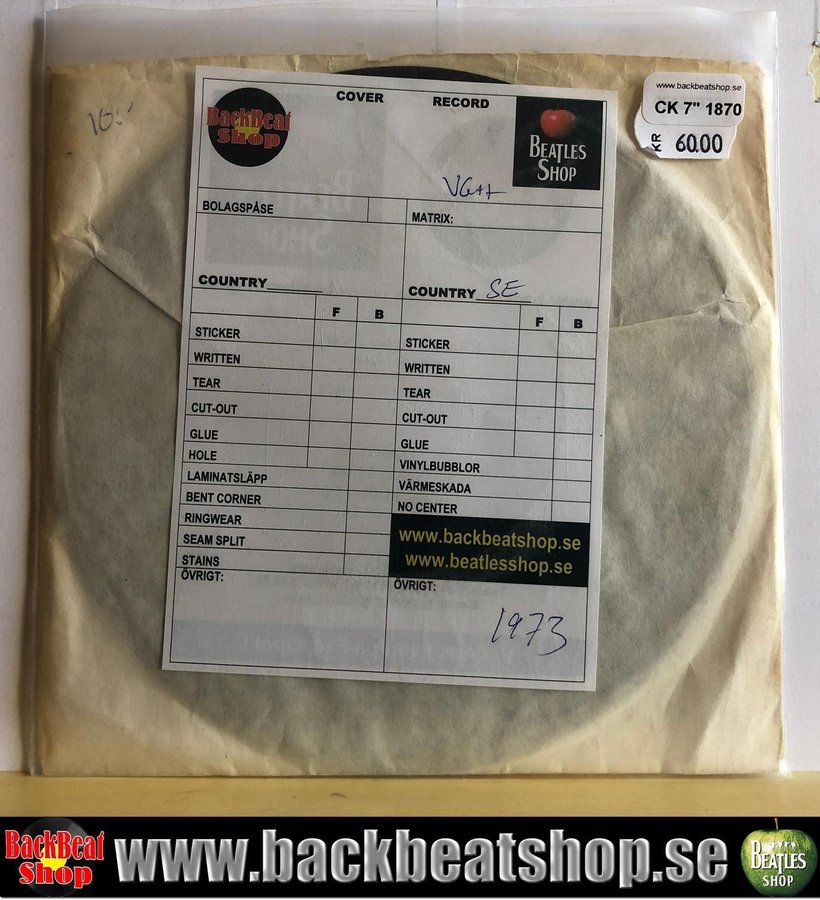 www.backbeatshop.se
CK 7" 1870
KR 60.00
BackBeat
Shop
COVER
RECORD
BEATLES
SHOP
VG++
BOLAGSPÅSE
MATRIX:
COUNTRY______
COUNTRY SE
F B
F B
STICKER
WRITTEN
TEAR
CUT-OUT
GLUE
HOLE
LAMINATSLÄPP
BENT CORNER
RINGWEAR
SEAM SPLIT
STAINS
ÖVRIGT:
STICKER
WRITTEN
TEAR
CUT-OUT
GLUE
VINYLBUBBLOR
VÄRMESKADA
NO CENTER
www.backbeatshop.se
www.beatlesshop.se
ÖVRIGT:
1973
BackBeat
Shop
www.backbeatshop.se
BEATLES
SHOP